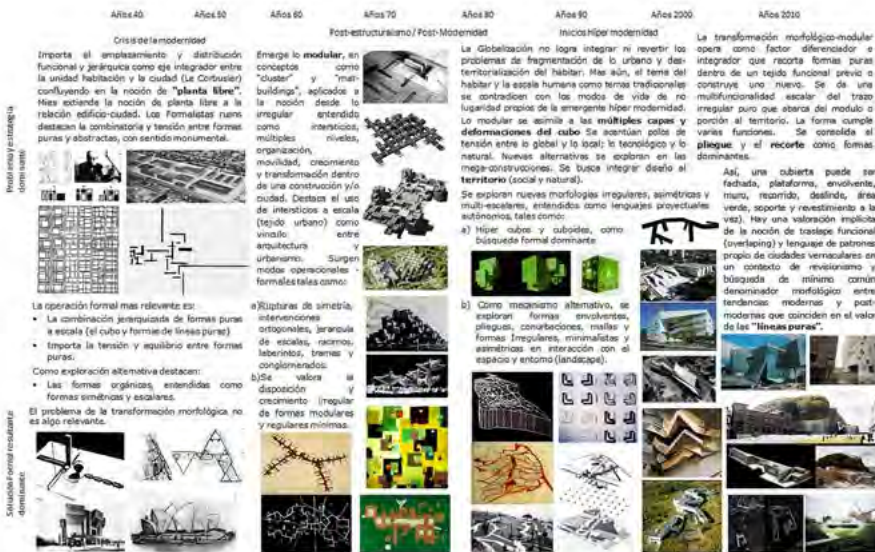 Años 40
Años 50
Años 60
Años 70
Años 80
Años 90
Años 2000
Años 2010
Crisis de la modernidad
Post-estructuralismo / Post-Modernidad
Inicios híper modernidad
Problema y estrategia
dominante
Importa el emplazamiento y distribución
funcional y jerárquica como eje integrador entre
la unidad habitación y la ciudad (Le Corbusier)
confluyendo en la noción de "planta libre".
Mies extiende la noción de planta libre a la
relación edificio-ciudad. Los Formalistas rusos
destacan la combinatoria y tensión entre formas
puras y abstractas, con sentido monumental.
La operación formal mas relevante es:
• La combinación jerarquizada de formas puras
a escala (el cubo y formas de líneas puras)
• Importa la tensión y equilibrio entre formas
puras.
Como exploración alternativa destacan:
• Las formas orgánicas, entendidas como
formas simétricas y escalares.
El problema de la transformación morfológica no
es algo relevante.
Solución Formal resultante
dominante
Emerge lo modular, en
conceptos como
"cluster" y "mat-
buildings", aplicados a
la noción desde lo
irregular entendido
como intersticios,
múltiples niveles,
organización,
movilidad, crecimiento
y transformación dentro
de una construcción y/o
ciudad. Destaca el uso
de intersticios a escala
(tejido urbano) como
vínculo entre
arquitectura y
urbanismo. Surgen
modos operacionales -
formales tales como:
a)Rupturas de simetría,
intervenciones
ortogonales, jerarquía
de escalas, racimos,
laberintos, tramas y
conglomerados.
b)Se valora la
disposición y
crecimiento irregular
de formas modulares
y regulares mínimas.
La Globalización no logra integrar ni revertir los
problemas de fragmentación de lo urbano y des-
territorialización del habitar. Mas aún, el tema del
habitar y la escala humana como temas tradicionales
se contradicen con los modos de vida de no
lugaridad propios de la emergente híper modernidad.
Lo modular se asimila a las múltiples capas y
deformaciones del cubo Se acentúan polos de
tensión entre lo global y lo local; lo tecnológico y lo
natural. Nuevas alternativas se exploran en las
mega-construcciones. Se busca integrar diseño al
territorio (social y natural).
Se exploran nuevas morfologías irregulares, asimétricas y
multi-escalares, entendidos como lenguajes proyectuales
autónomos, tales como:
a) Híper cubos y cuboides, como
búsqueda formal dominante
b) Como mecanismo alternativo, se
exploran formas envolventes,
pliegues, conurbaciones, mallas y
formas Irregulares, minimalistas y
asimétricas en interacción con el
espacio y entorno (landscape).
La transformación morfológico-modular
opera como factor diferenciador e
integrador que recorta formas puras
dentro de un tejido funcional previo o
construye uno nuevo. Se da una
multifuncionalidad escalar del trazo
irregular puro que abarca del modulo o
porción al territorio. La forma cumple
varias funciones. Se consolida el
pliegue y el recorte como formas
dominantes.
Así, una cubierta puede ser
fachada, plataforma, envolvente,
muro, recorrido, deslinde, área
verde, soporte y revestimiento a la
vez). Hay una valoración implícita
de la noción de traslape funcional
(overlaping) y lenguaje de patrones
propio de ciudades vernaculares en
un contexto de revisionismo y
búsqueda de mínimo común
denominador morfológico entre
tendencias modernas y post-
modernas que coinciden en el valor
de las "líneas puras".